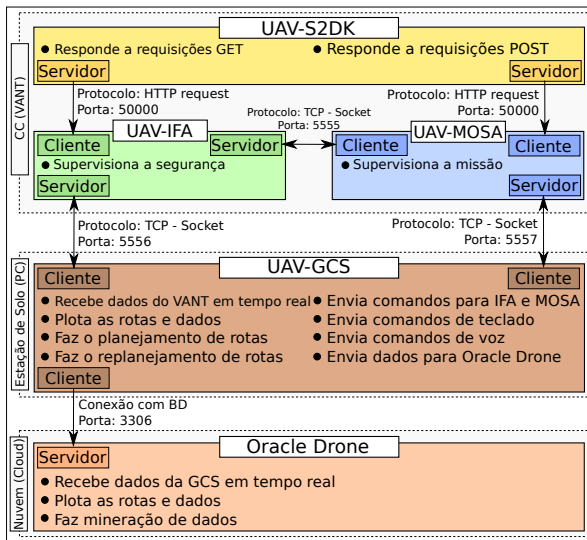 UAV-S2DK
● Responde a requisições GET
● Responde a requisições POST
Servidor
Servidor
Protocolo: HTTP request
Porta: 50000
Protocolo: HTTP request
Porta: 50000
Protocolo: TCP - Socket
Porta: 5555
CC (VANT)
UAV-IFA
UAV-MOSA
Cliente
Servidor
Cliente
Cliente
● Supervisiona a segurança
● Supervisiona a missão
Servidor
Servidor
Protocolo: TCP - Socket
Porta: 5556
Protocolo: TCP - Socket
Porta: 5557
Estação de Solo (PC)
UAV-GCS
Cliente
Cliente
● Recebe dados do VANT em tempo real
● Plota as rotas e dados
● Faz o planejamento de rotas
● Faz o replanejamento de rotas
● Envia comandos para IFA e MOSA
● Envia comandos de teclado
● Envia comandos de voz
● Envia dados para Oracle Drone
Cliente
Conexão com BD
Porta: 3306
Nuvem (Cloud)
Oracle Drone
Servidor
● Recebe dados da GCS em tempo real
● Plota as rotas e dados
● Faz mineração de dados